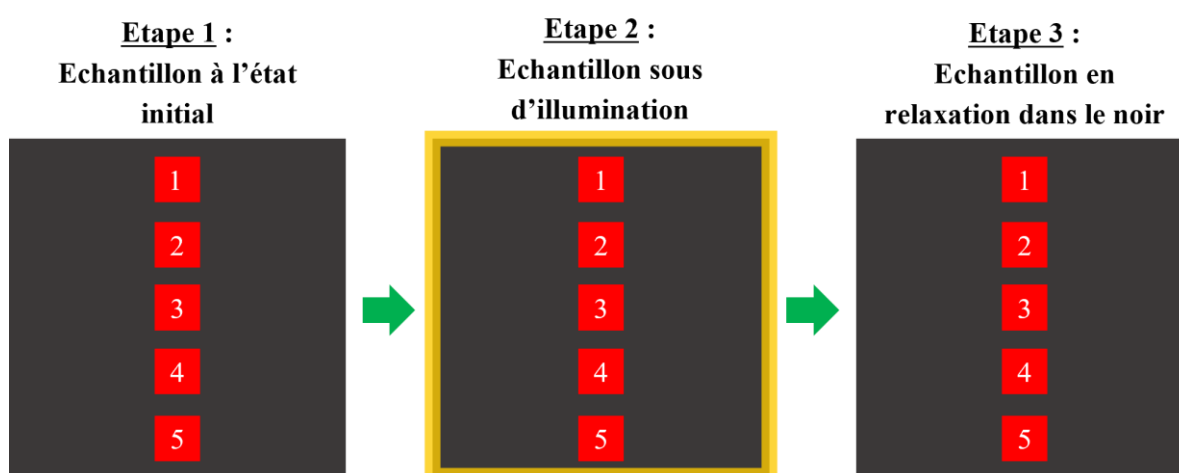 Etape 1 :
Echantillon à l'état
initial
1
2
3
4
5
Etape 2 :
Echantillon sous
d'illumination
1
2
3
4
5
Etape 3 :
Echantillon en
relaxation dans le noir
1
2
3
4
5